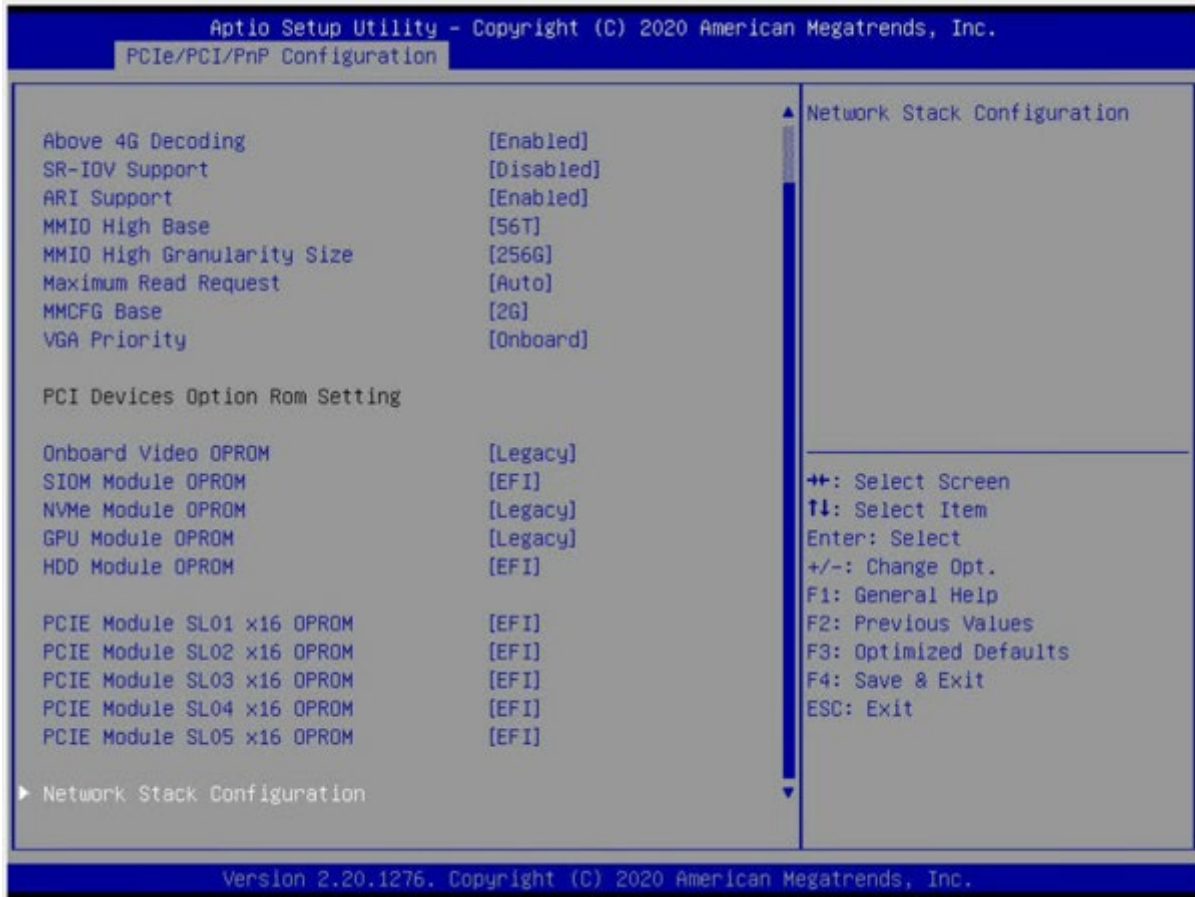 Aptio Setup Utility – Copyright (C) 2020 American Megatrends, Inc.
PCIe/PCI/PnP Configuration
Above 4G Decoding [Enabled]
SR-IOV Support [Disabled]
ARI Support [Enabled]
MMIO High Base [56T]
MMIO High Granularity Size [256G]
Maximum Read Request [Auto]
MMCFG Base [2G]
VGA Priority [Onboard]
PCI Devices Option Rom Setting
Onboard Video OPROM [Legacy]
SIOM Module OPROM [EFI]
NVMe Module OPROM [Legacy]
GPU Module OPROM [Legacy]
HDD Module OPROM [EFI]
PCIE Module SL01 x16 OPROM [EFI]
PCIE Module SL02 x16 OPROM [EFI]
PCIE Module SL03 x16 OPROM [EFI]
PCIE Module SL04 x16 OPROM [EFI]
PCIE Module SL05 x16 OPROM [EFI]
▶ Network Stack Configuration
Network Stack Configuration
→←: Select Screen
↑↓: Select Item
Enter: Select
+/-: Change Opt.
F1: General Help
F2: Previous Values
F3: Optimized Defaults
F4: Save & Exit
ESC: Exit
Version 2.20.1276. Copyright (C) 2020 American Megatrends, Inc.